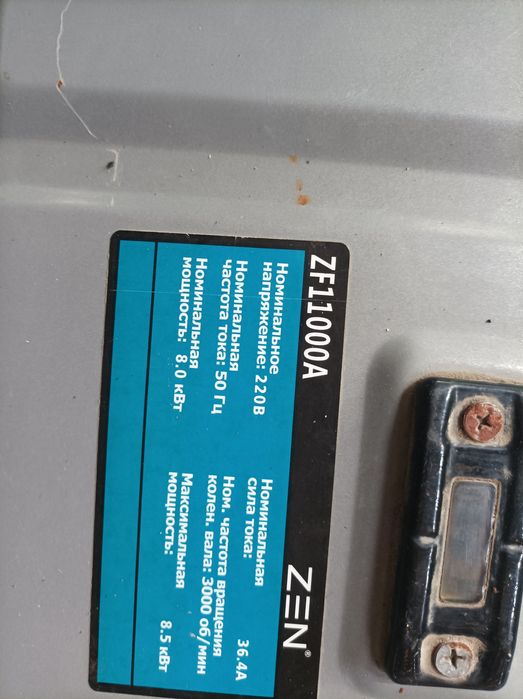 ZF11000A
ZEN®
Номинальное
напряжение: 220В
Номинальная
частота тока: 50 Гц
Номинальная
мощность: 8.0 кВт
Номинальная
сила тока: 36.4А
Ном. частота вращения
колен. вала: 3000 об/мин
Максимальная
мощность: 8.5 кВт